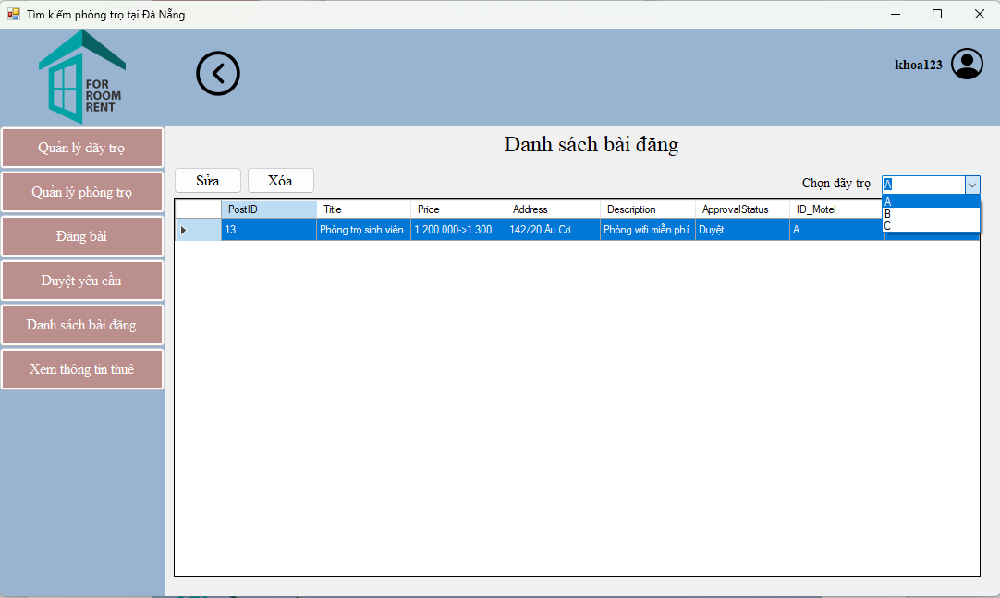 Tìm kiếm phòng trọ tại Đà Nẵng
FOR
ROOM
RENT
khoa123
Quản lý dãy trọ
Quản lý phòng trọ
Đăng bài
Duyệt yêu cầu
Danh sách bài đăng
Xem thông tin thuê
Danh sách bài đăng
Sửa
Xóa
Chọn dãy trọ
A
A
B
C
PostID Title Price Address Description ApprovalStatus ID_Motel
13 Phòng trọ sinh viên 1.200.000->1.300... 142/20 Âu Cơ Phòng wifi miễn phí Duyệt A